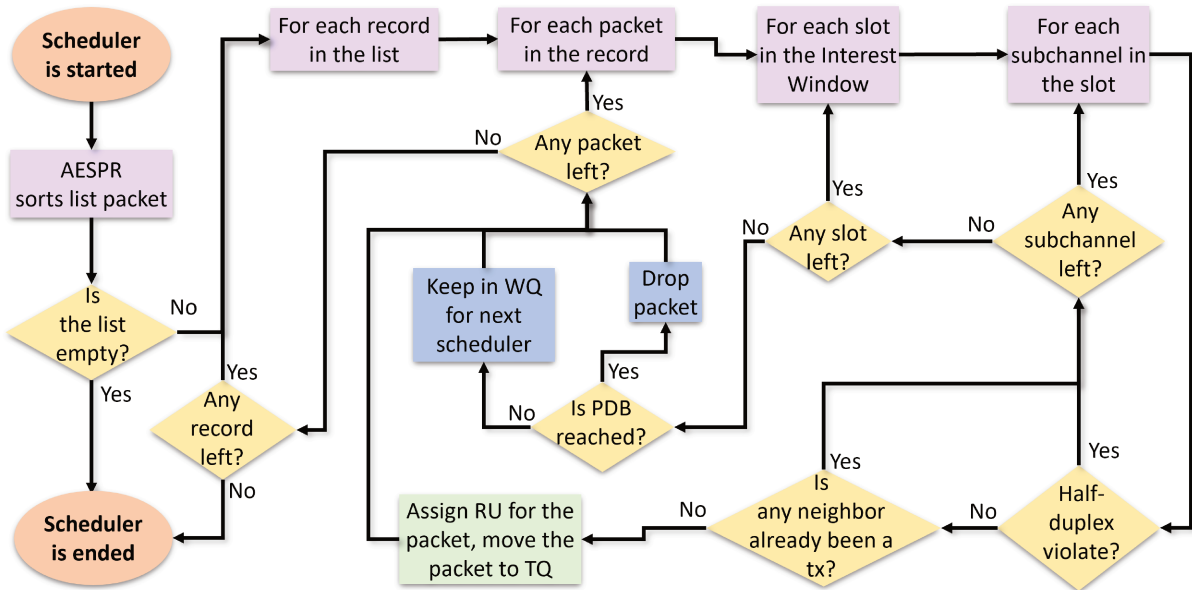 Scheduler
is started
AESPR
sorts list packet
Is
the list
empty?
No
Yes
Scheduler
is ended
For each record
in the list
For each packet
in the record
For each slot
in the Interest
Window
For each
subchannel in
the slot
Yes
No
Any packet
left?
Yes
Any
record
left?
No
Keep in WQ
for next
scheduler
Drop
packet
Yes
No
Is PDB
reached?
Yes
No
Any slot
left?
Yes
No
Any
subchannel
left?
Assign RU for the
packet, move the
packet to TQ
No
Yes
Is
any neighbor
already been a
tx?
No
Yes
Half-
duplex
violate?